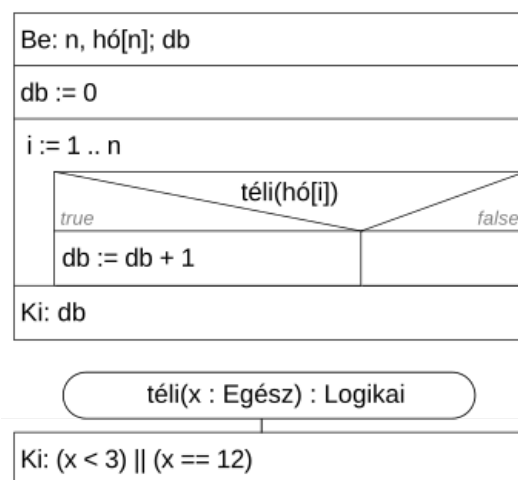 Be: n, hó[n]; db
db := 0
i := 1 .. n
téli(hó[i])
true
false
db := db + 1
Ki: db
téli(x : Egész) : Logikai
Ki: (x < 3) || (x == 12)